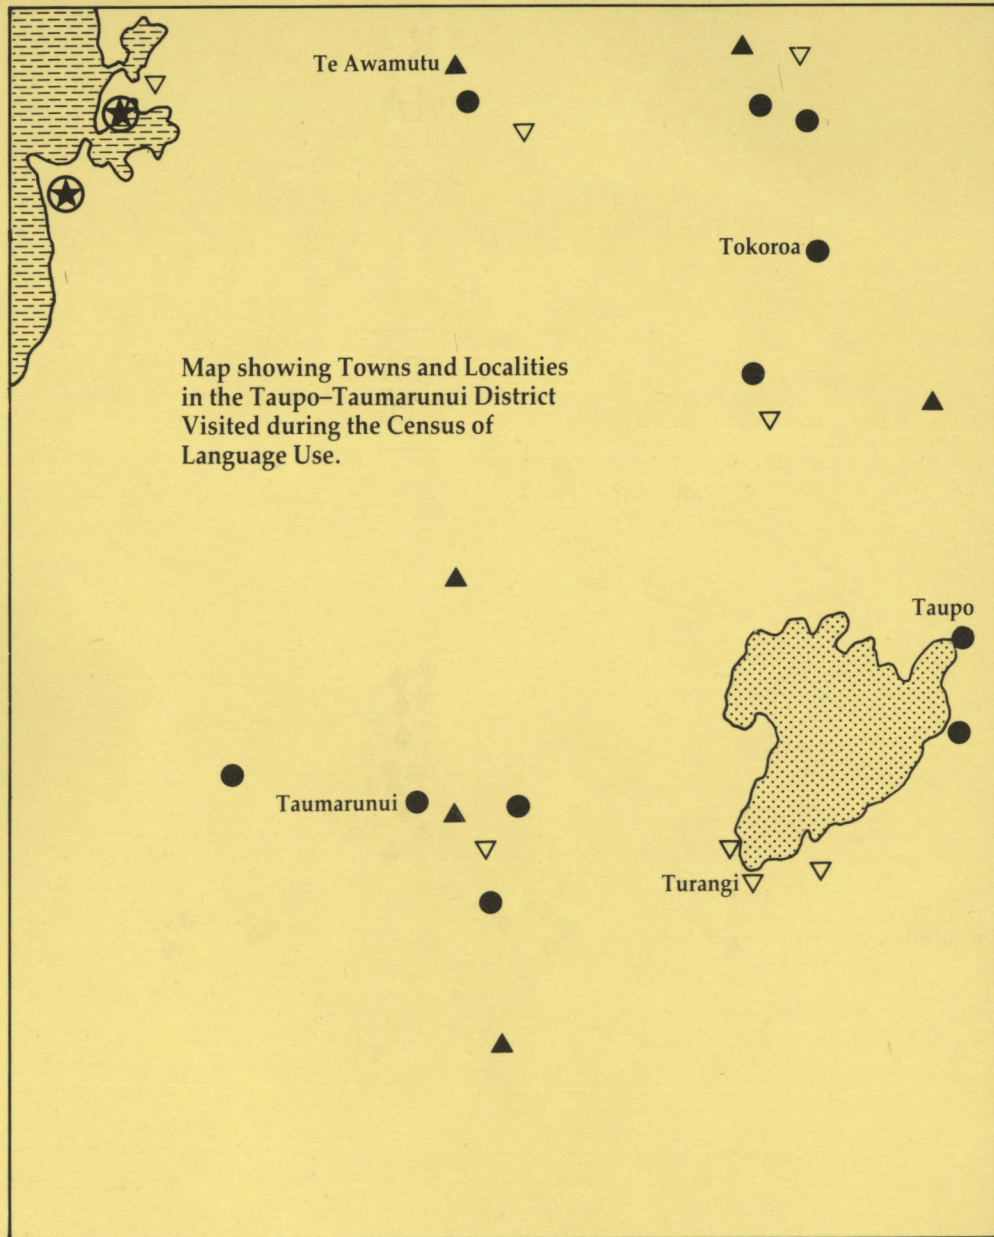 Te Awamutu
Tokoroa
Map showing Towns and Localities
in the Taupo–Taumarunui District
Visited during the Census of
Language Use.
Taupo
Taumarunui
Turangi